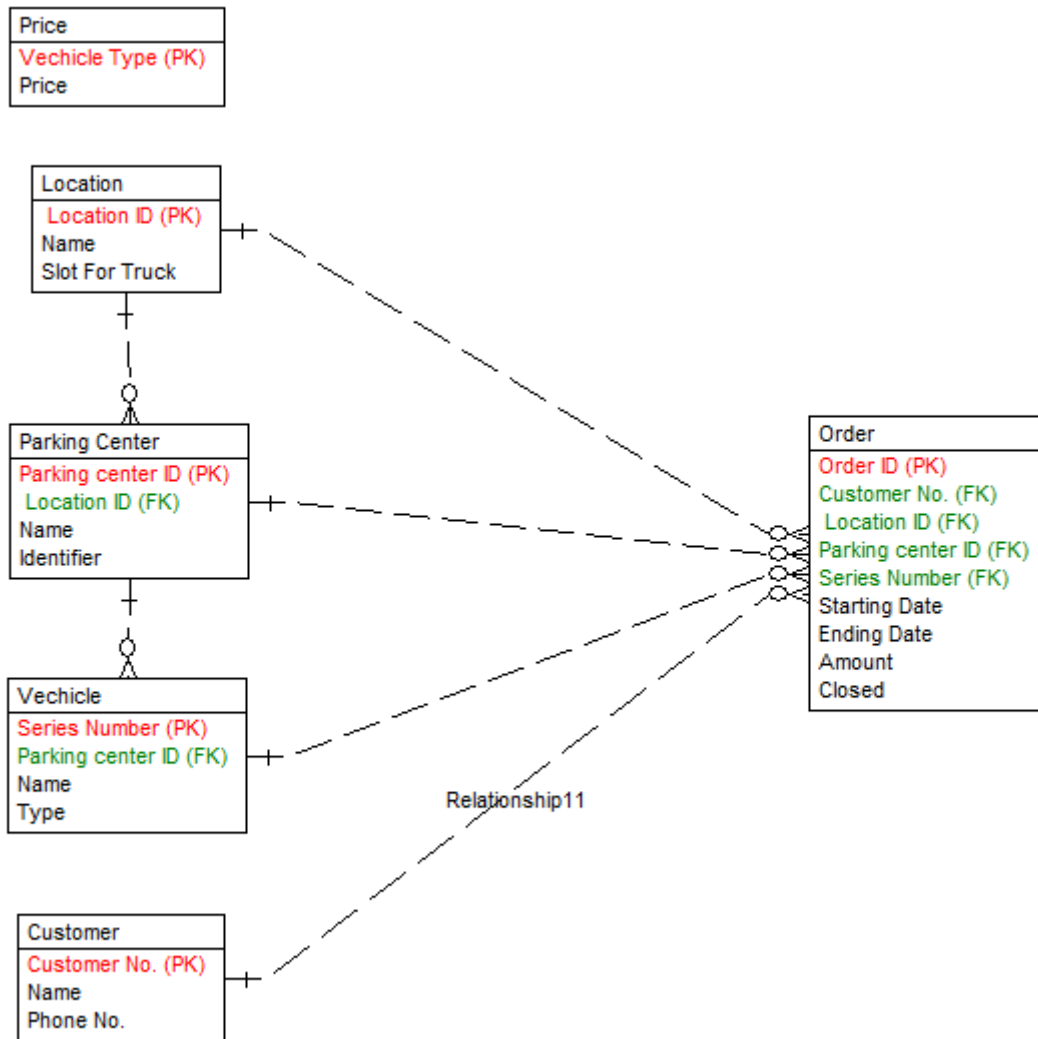 Price
Vechicle Type (PK)
Price
Location
Location ID (PK)
Name
Slot For Truck
Parking Center
Parking center ID (PK)
Location ID (FK)
Name
Identifier
Vechicle
Series Number (PK)
Parking center ID (FK)
Name
Type
Customer
Customer No. (PK)
Name
Phone No.
Relationship11
Order
Order ID (PK)
Customer No. (FK)
Location ID (FK)
Parking center ID (FK)
Series Number (FK)
Starting Date
Ending Date
Amount
Closed